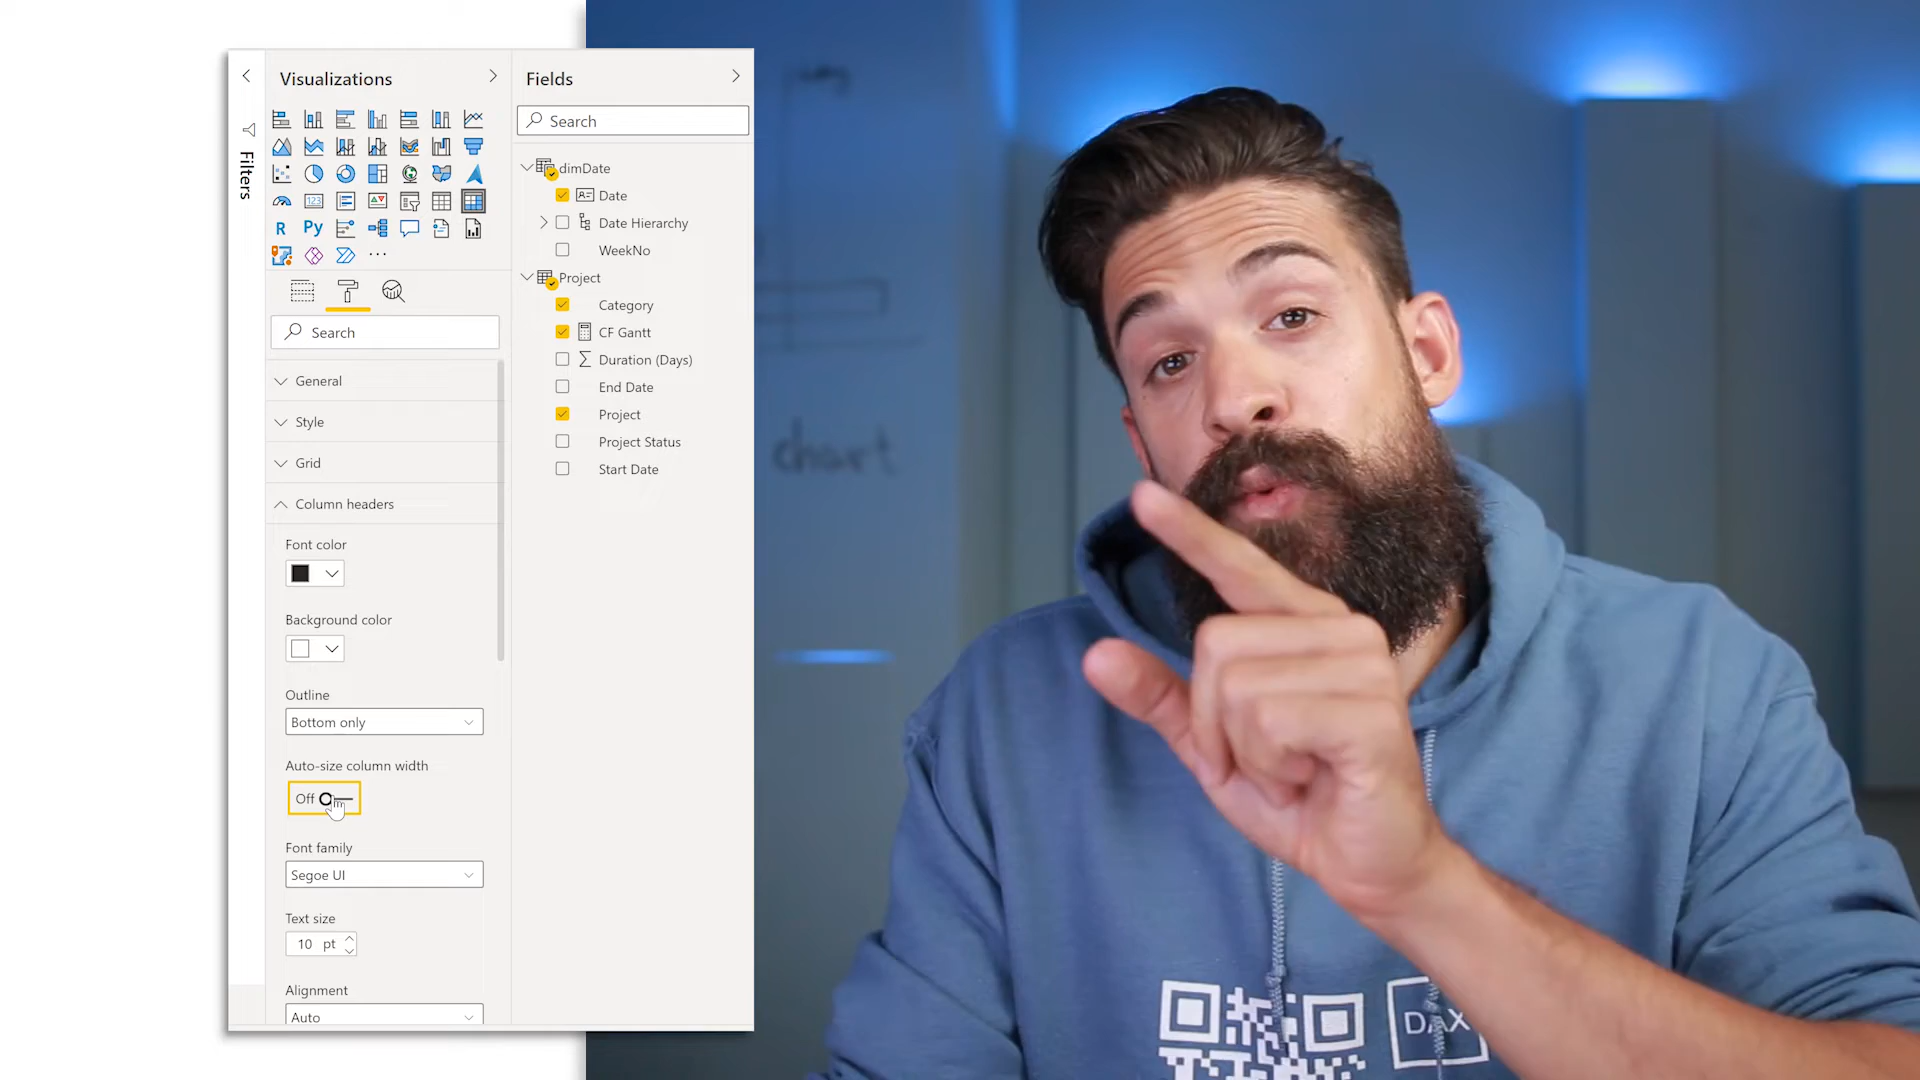 Filters
Visualizations
123
R
Py
Search
General
Style
Grid
Column headers
Font color
Background color
Outline
Bottom only
Auto-size column width
Off
Font family
Segoe UI
Text size
10 pt
Alignment
Auto
Fields
Search
dimDate
Date
Date Hierarchy
WeekNo
Project
Category
CF Gantt
Duration (Days)
End Date
Project
Project Status
Start Date
chart
DAX